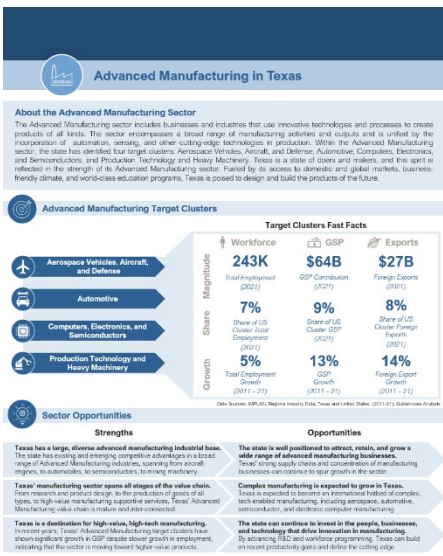 Advanced Manufacturing in Texas
About the Advanced Manufacturing Sector
The Advanced Manufacturing sector includes businesses and industries that use innovative technologies and processes to create
products of all kinds. The sector encompasses a broad range of manufacturing activities and outputs and is unified by the
incorporation of automation, sensing, and other cutting-edge technologies in production. Within the Advanced Manufacturing
sector, the state has identified four target clusters: Aerospace Vehicles, Aircraft, and Defense; Automotive; Computers, Electronics,
and Semiconductors; and Production Technology and Heavy Machinery. Texas is a state of doers and makers, and this spirit is
reflected in the strength of its Advanced Manufacturing sector. Fueled by its access to domestic and global markets, business-
friendly climate, and world-class education programs, Texas is poised to design and build the products of the future.
Advanced Manufacturing Target Clusters
Target Clusters Fast Facts
Workforce GSP Exports
Aerospace Vehicles, Aircraft,
and Defense
Automotive
Computers, Electronics, and
Semiconductors
Production Technology and
Heavy Machinery
Magnitude
243K $64B $27B
Total Employment GSP Contribution Foreign Exports
(2021) (2021) (2021)
Share
7% 9% 8%
Share of US Share of US Share of US
Cluster Total Cluster GSP Cluster Foreign
Employment (2021) Exports
(2021) (2021)
Growth
5% 13% 14%
Total Employment GSP Foreign Export
Growth Growth Growth
(2011 – 21) (2011 – 21) (2011 – 21)
Data Sources: IMPLAN, Regions Industry Data, Texas and United States, (2011-21); Guidehouse Analysis
Sector Opportunities
Strengths
Texas has a large, diverse advanced manufacturing industrial base.
The state has existing and emerging competitive advantages in a broad
range of Advanced Manufacturing industries, spanning from aircraft
engines, to automobiles, to semiconductors, to mining machinery.
Texas' manufacturing sector spans all stages of the value chain.
From research and product design, to the production of goods of all
types, to high-value manufacturing supportive services, Texas' Advanced
Manufacturing value chain is mature and inter-connected.
Texas is a destination for high-value, high-tech manufacturing.
In recent years, Texas' Advanced Manufacturing target clusters have
shown significant growth in GSP despite slower growth in employment,
indicating that the sector is moving toward higher-value products.
Opportunities
The state is well positioned to attract, retain, and grow a
wide range of advanced manufacturing businesses.
Texas' strong supply chains and concentration of manufacturing
businesses can continue to spur growth in the sector.
Complex manufacturing is expected to grow in Texas.
Texas is expected to become an international hotbed of complex,
tech-enabled manufacturing, including aerospace, automotive,
semiconductor, and electronic computer manufacturing.
The state can continue to invest in the people, businesses,
and technology that drive innovation in manufacturing.
By advancing R&D and workforce programming, Texas can build
on recent productivity gains and define the cutting edge.